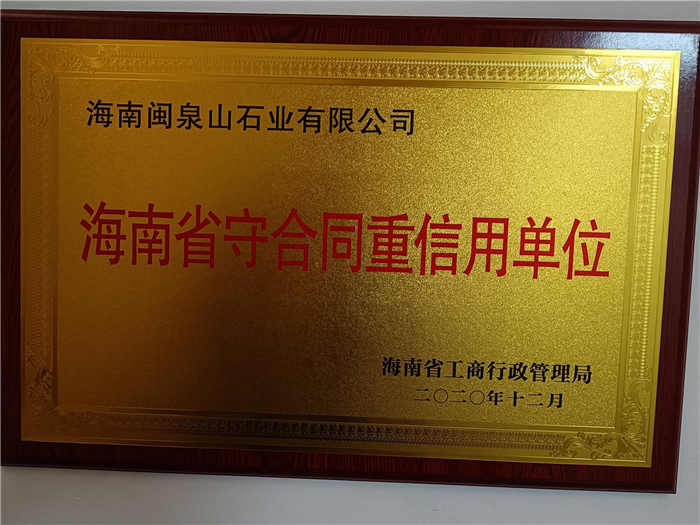 海南闽泉山石业有限公司
海南省守合同重信用单位
海南省工商行政管理局
二〇二〇年十二月